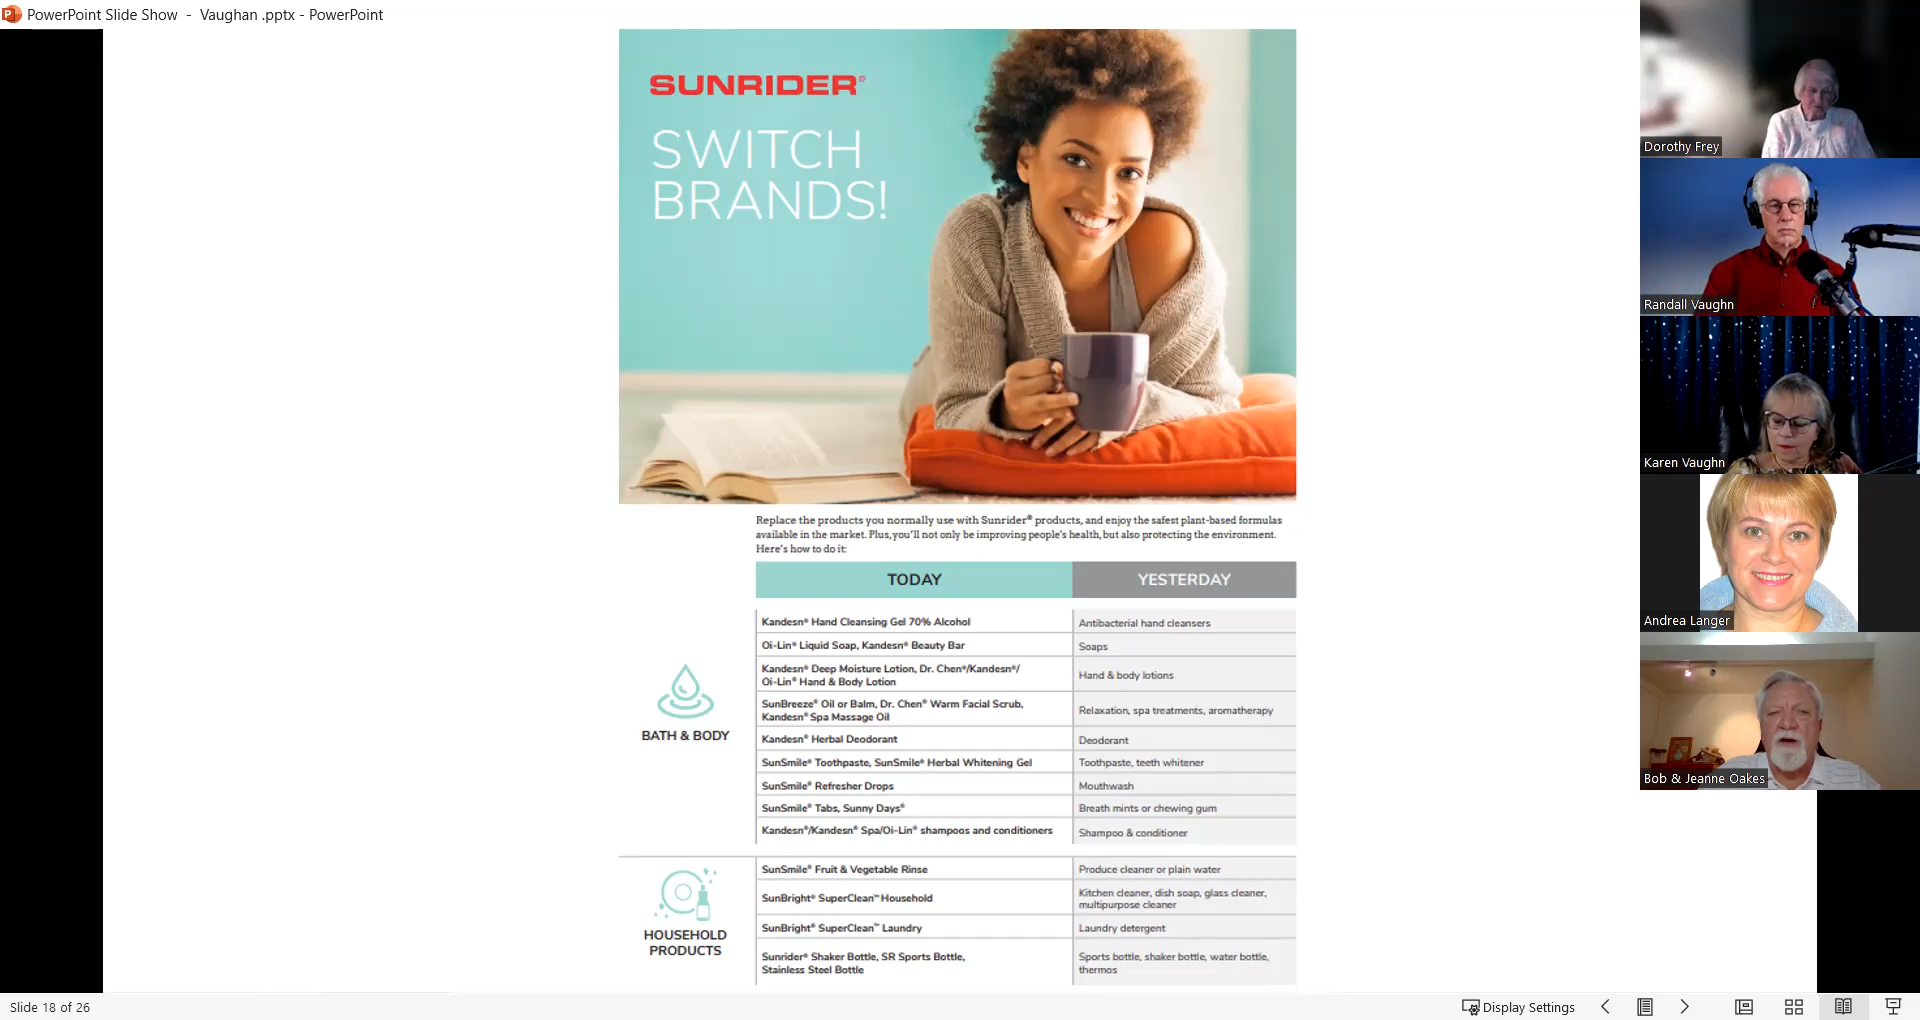 PowerPoint Slide Show - Vaughan .pptx - PowerPoint
SUNRIDER®
SWITCH
BRANDS!
Replace the products you normally use with Sunrider® products, and enjoy the safest plant-based formulas
available in the market. Plus, you'll not only be improving people's health, but also protecting the environment.
Here's how to do it:
TODAY YESTERDAY
BATH & BODY
Kandesn® Hand Cleansing Gel 70% Alcohol
Antibacterial hand cleansers
Oi-Lin® Liquid Soap, Kandesn® Beauty Bar
Soaps
Kandesn® Deep Moisture Lotion, Dr. Chen®/Kandesn®/
Oi-Lin® Hand & Body Lotion
Hand & body lotions
SunBreeze® Oil or Balm, Dr. Chen® Warm Facial Scrub,
Kandesn® Spa Massage Oil
Relaxation, spa treatments, aromatherapy
Kandesn® Herbal Deodorant
Deodorant
SunSmile® Toothpaste, SunSmile® Herbal Whitening Gel
Toothpaste, teeth whitener
SunSmile® Refresher Drops
Mouthwash
SunSmile® Tabs, Sunny Days®
Breath mints or chewing gum
Kandesn®/Kandesn® Spa/Oi-Lin® shampoos and conditioners
Shampoo & conditioner
HOUSEHOLD
PRODUCTS
SunSmile® Fruit & Vegetable Rinse
Produce cleaner or plain water
SunBright® SuperClean™ Household
Kitchen cleaner, dish soap, glass cleaner,
multipurpose cleaner
SunBright® SuperClean™ Laundry
Laundry detergent
Sunrider® Shaker Bottle, SR Sports Bottle,
Stainless Steel Bottle
Sports bottle, shaker bottle, water bottle,
thermos
Dorothy Frey
Randall Vaughn
Karen Vaughn
Andrea Langer
Bob & Jeanne Oakes
Slide 18 of 26
Display Settings